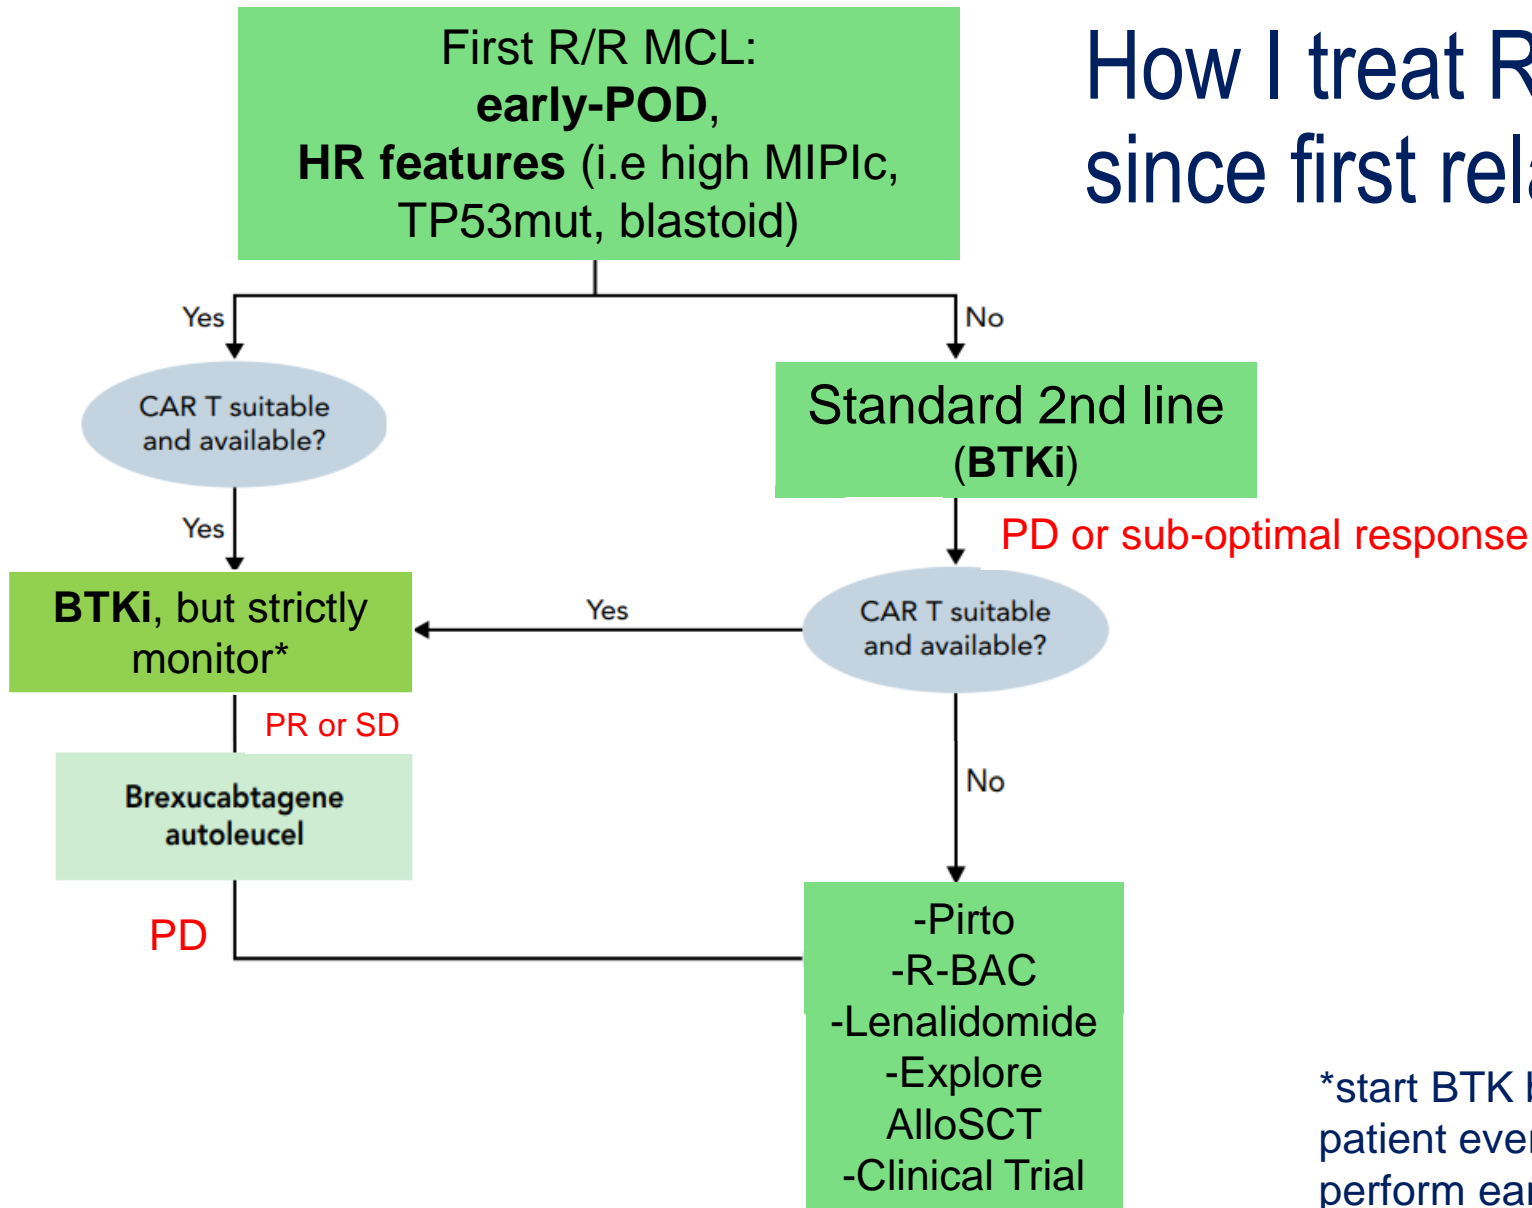 First R/R MCL:
early-POD,
HR features (i.e high MIPIc,
TP53mut, blastoid)
How I treat
since first
Yes
No
CAR T suitable
and available?
Standard 2nd line
(BTKi)
Yes
PD or sub-optimal response
BTKi, but strictly
monitor*
Yes
CAR T suitable
and available?
PR or SD
Brexucabtagene
autoleucel
No
PD
-Pirto
-R-BAC
-Lenalidomide
-Explore
AlloSCT
-Clinical Trial
*start BTK
patient
perform